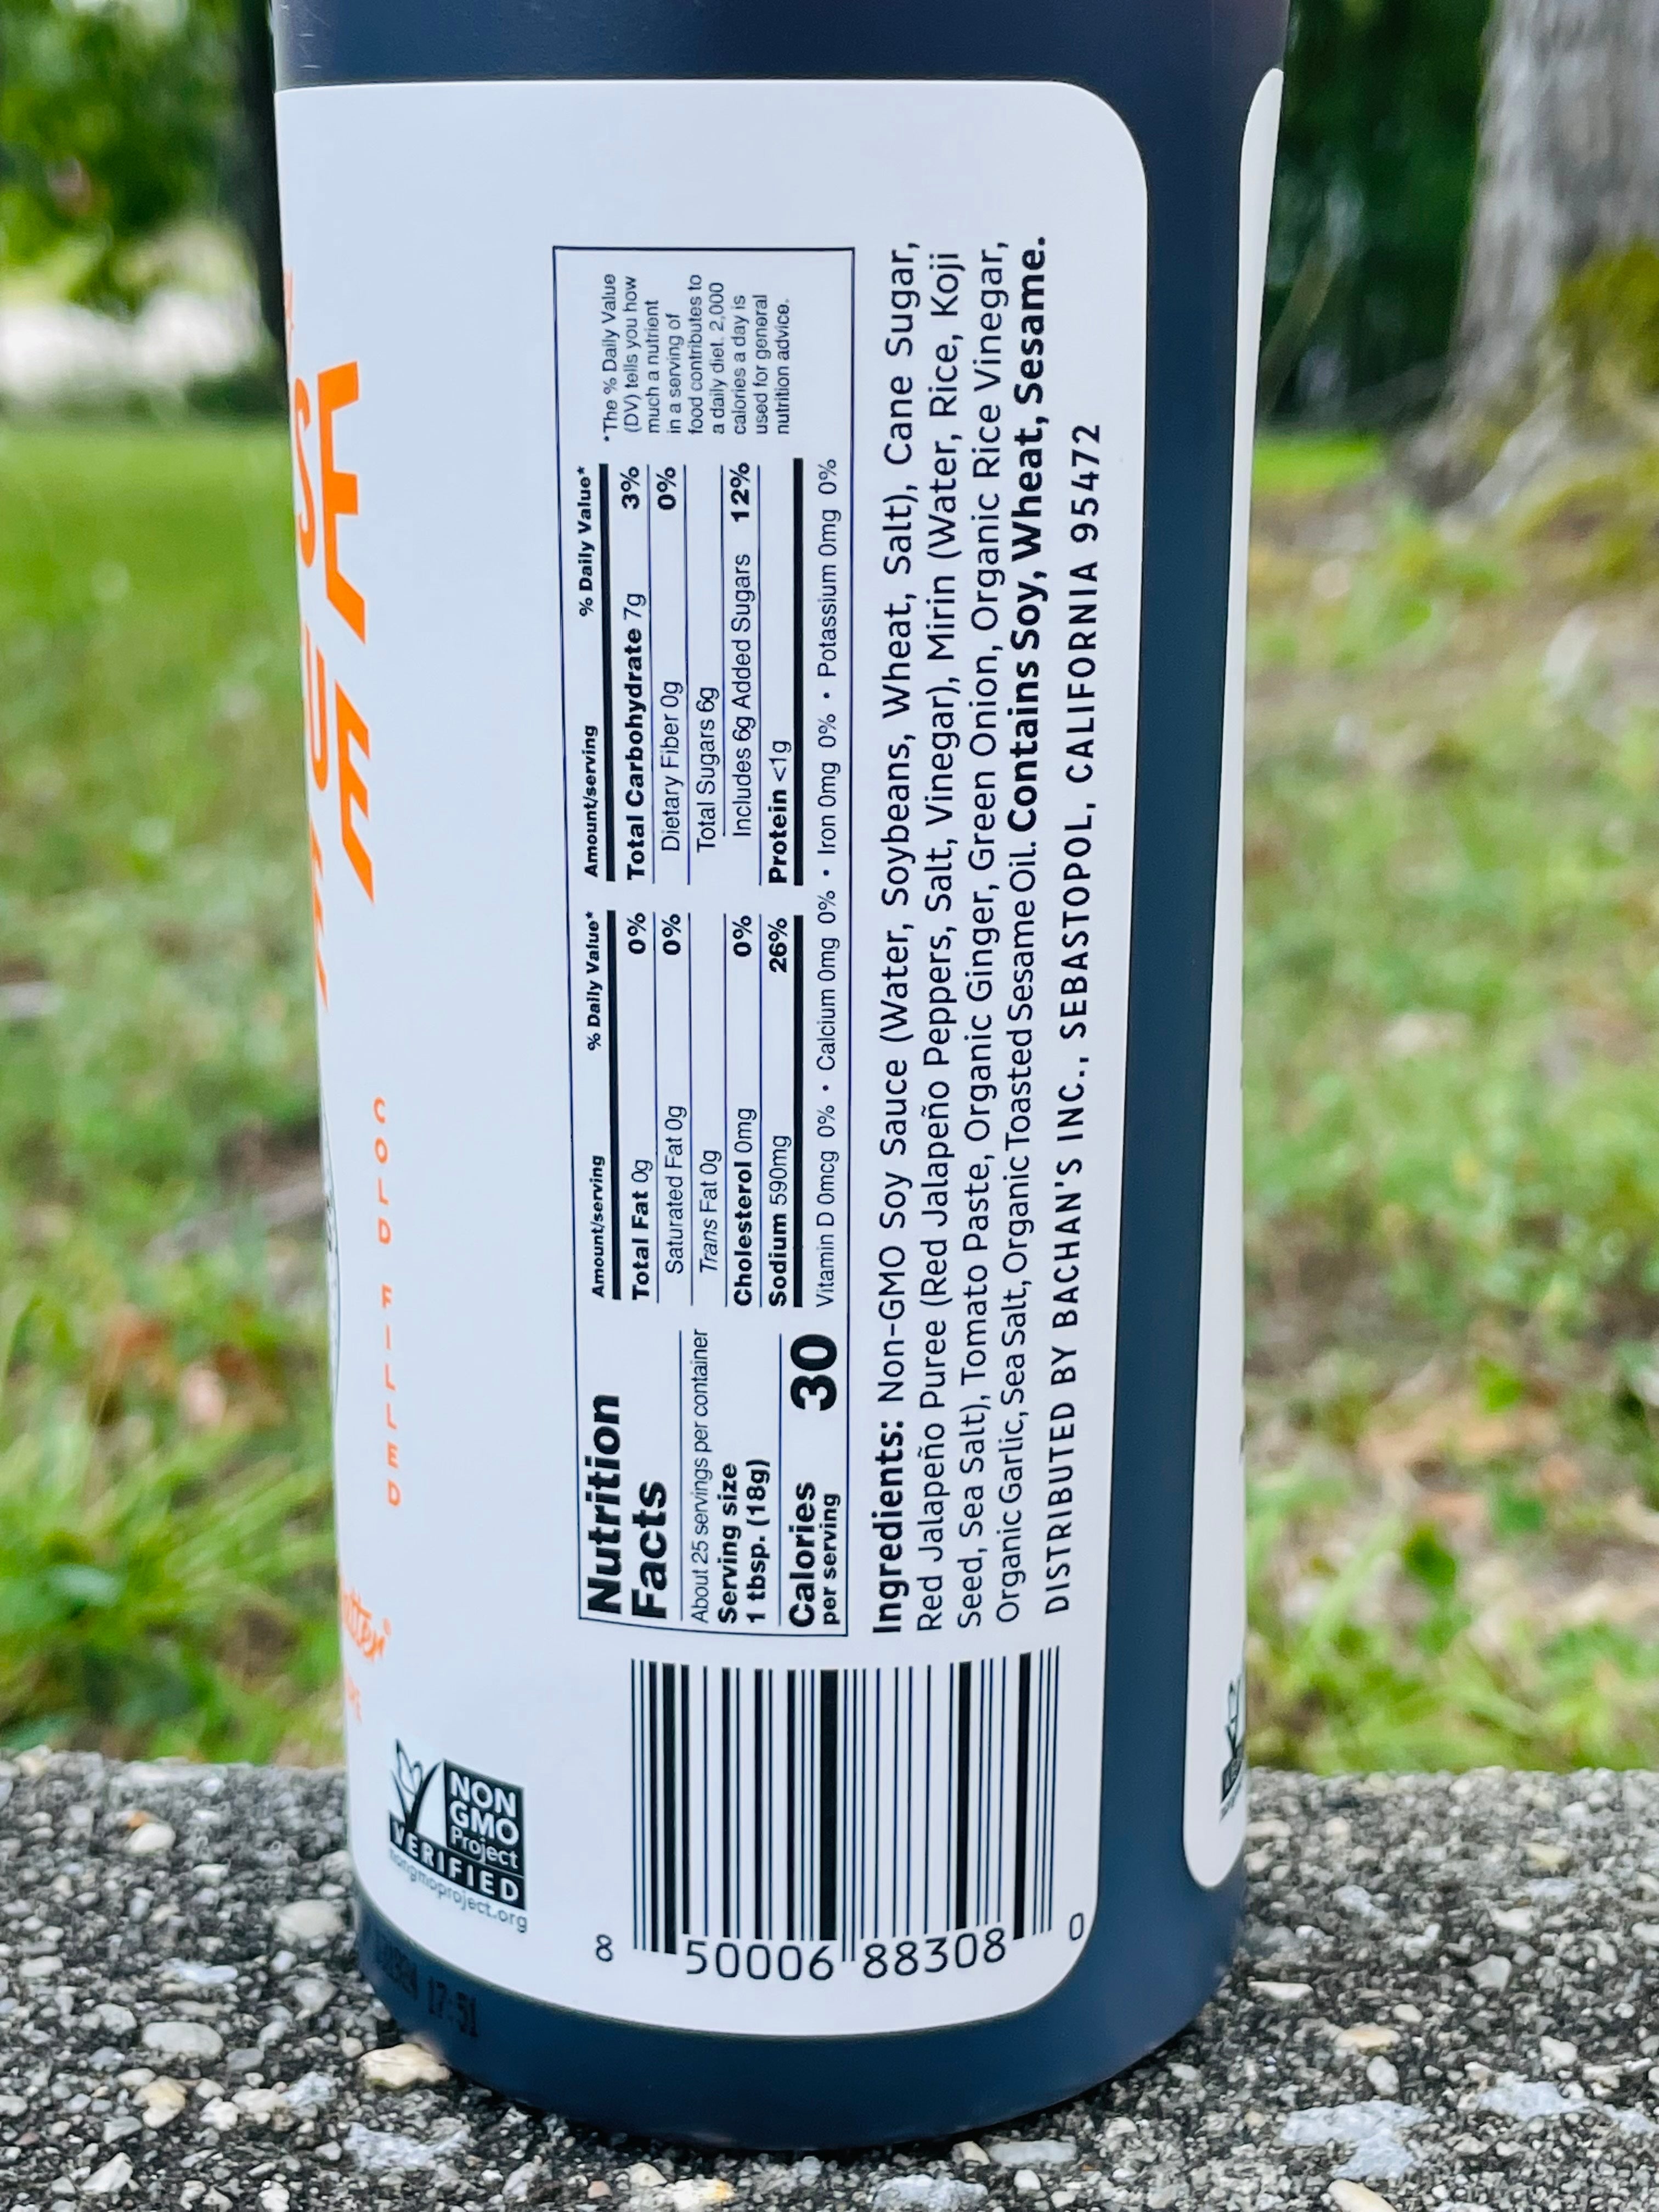 Nutrition
Facts
About 25 servings per container
Serving size
1 tbsp. (18g)
Calories 30
per serving
Amount/serving % Daily Value*
Total Fat 0g 0%
Saturated Fat 0g 0%
Trans Fat 0g
Cholesterol 0mg 0%
Sodium 590mg 26%
Amount/serving % Daily Value*
Total Carbohydrate 7g 3%
Dietary Fiber 0g 0%
Total Sugars 6g
Includes 6g Added Sugars 12%
Protein <1g
*The % Daily Value
(DV) tells you how
much a nutrient
in a serving of
food contributes to
a daily diet. 2,000
calories a day is
used for general
nutrition advice.
Vitamin D 0mcg 0% • Calcium 0mg 0% • Iron 0mg 0% • Potassium 0mg 0%
Ingredients: Non-GMO Soy Sauce (Water, Soybeans, Wheat, Salt), Cane Sugar,
Red Jalapeño Puree (Red Jalapeño Peppers, Salt, Vinegar), Mirin (Water, Rice, Koji
Seed, Sea Salt), Tomato Paste, Organic Ginger, Green Onion, Organic Rice Vinegar,
Organic Garlic, Sea Salt, Organic Toasted Sesame Oil. Contains Soy, Wheat, Sesame.
DISTRIBUTED BY BACHAN'S INC., SEBASTOPOL, CALIFORNIA 95472
NON
GMO
Project
VERIFIED
nongmoproject.org
8 50006 88308 0
17:51